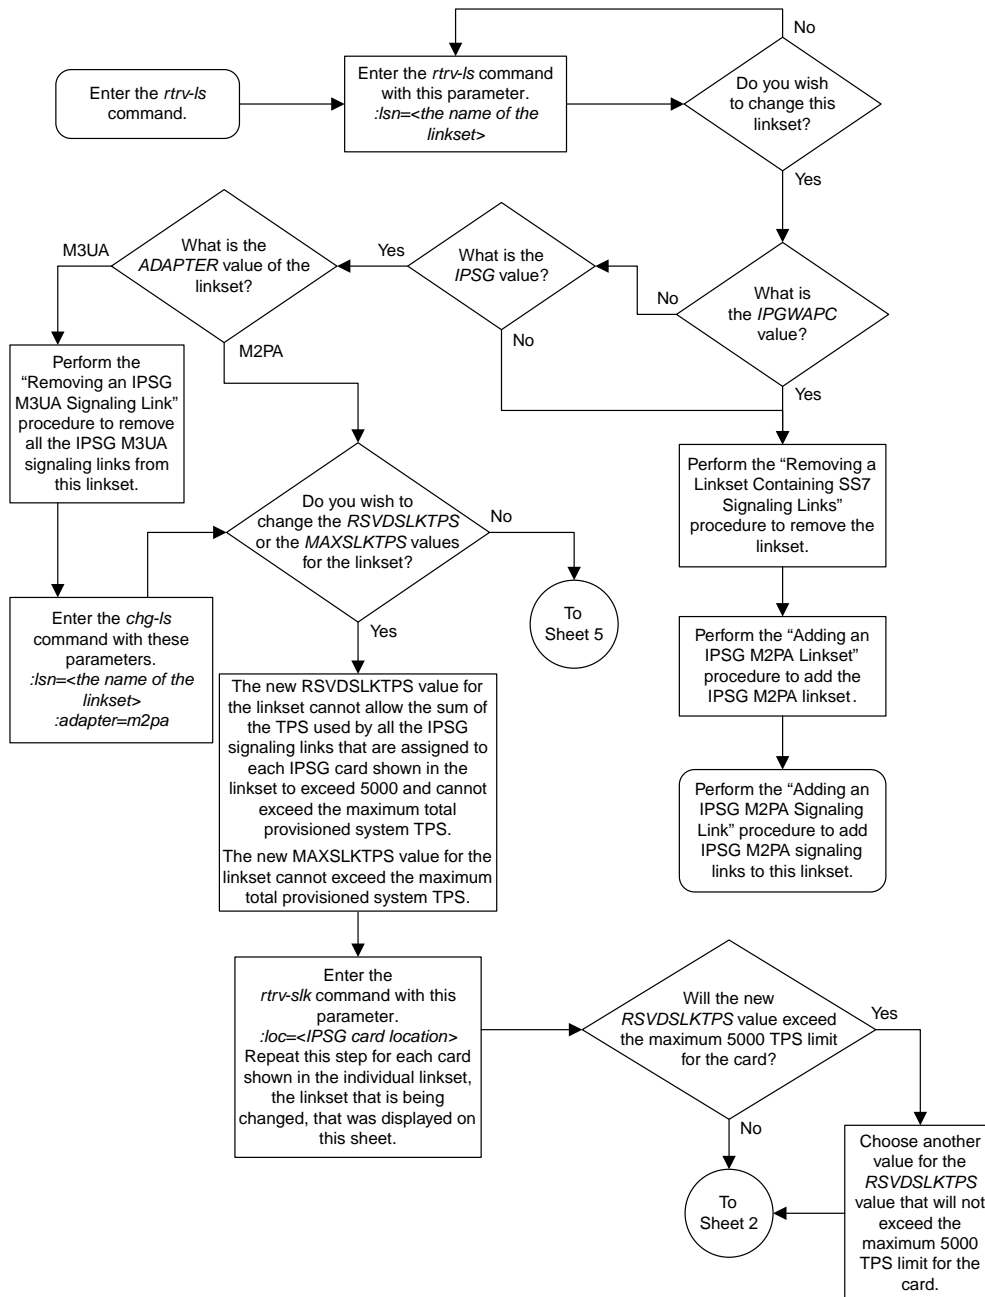 No
Enter the rtrv-ls
command.
Enter the rtrv-ls command
with this parameter.
:lsn=<the name of the
linkset>
Do you wish
to change this
linkset?
Yes
M3UA
What is the
ADAPTER value of the
linkset?
Yes
What is the
IPSG value?
No
What is
the IPGWAPC
value?
M2PA
No
Yes
Perform the
“Removing an IPSG
M3UA Signaling Link”
procedure to remove
all the IPSG M3UA
signaling links from
this linkset.
Do you wish to
change the RSVDSLKTPS
or the MAXSLKTPS values
for the linkset?
No
Perform the “Removing a
Linkset Containing SS7
Signaling Links”
procedure to remove the
linkset.
Enter the chg-ls
command with these
parameters.
:lsn=<the name of the
linkset>
:adapter=m2pa
To
Sheet 5
Yes
Perform the “Adding an
IPSG M2PA Linkset”
procedure to add the
IPSG M2PA linkset.
The new RSVDSLKTPS value for
the linkset cannot allow the sum of
the TPS used by all the IPSG
signaling links that are assigned to
each IPSG card shown in the
linkset to exceed 5000 and cannot
exceed the maximum total
provisioned system TPS.
The new MAXSLKTPS value for the
linkset cannot exceed the maximum
total provisioned system TPS.
Perform the “Adding an
IPSG M2PA Signaling
Link” procedure to add
IPSG M2PA signaling
links to this linkset.
Enter the
rtrv-slk command with this
parameter.
:loc=<IPSG card location>
Repeat this step for each card
shown in the individual linkset,
the linkset that is being
changed, that was displayed on
this sheet.
Will the new
RSVDSLKTPS value exceed
the maximum 5000 TPS limit
for the card?
Yes
No
To
Sheet 2
Choose another
value for the
RSVDSLKTPS
value that will not
exceed the
maximum 5000
TPS limit for the
card.